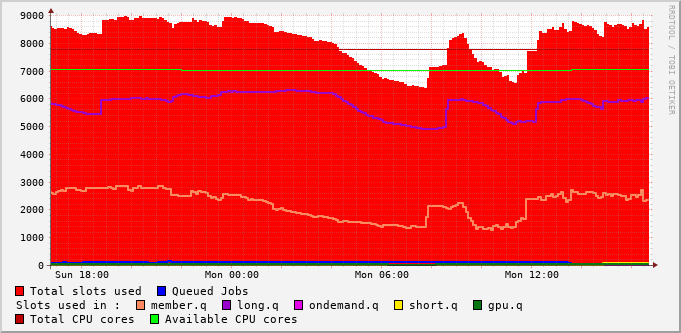 9000
8000
7000
6000
5000
4000
3000
2000
1000
0
Sun 18:00 Mon 00:00 Mon 06:00 Mon 12:00
RRDTOOL / TOBI OETIKER
Total slots used Queued Jobs
Slots used in : member.q long.q ondemand.q short.q gpu.q
Total CPU cores Available CPU cores